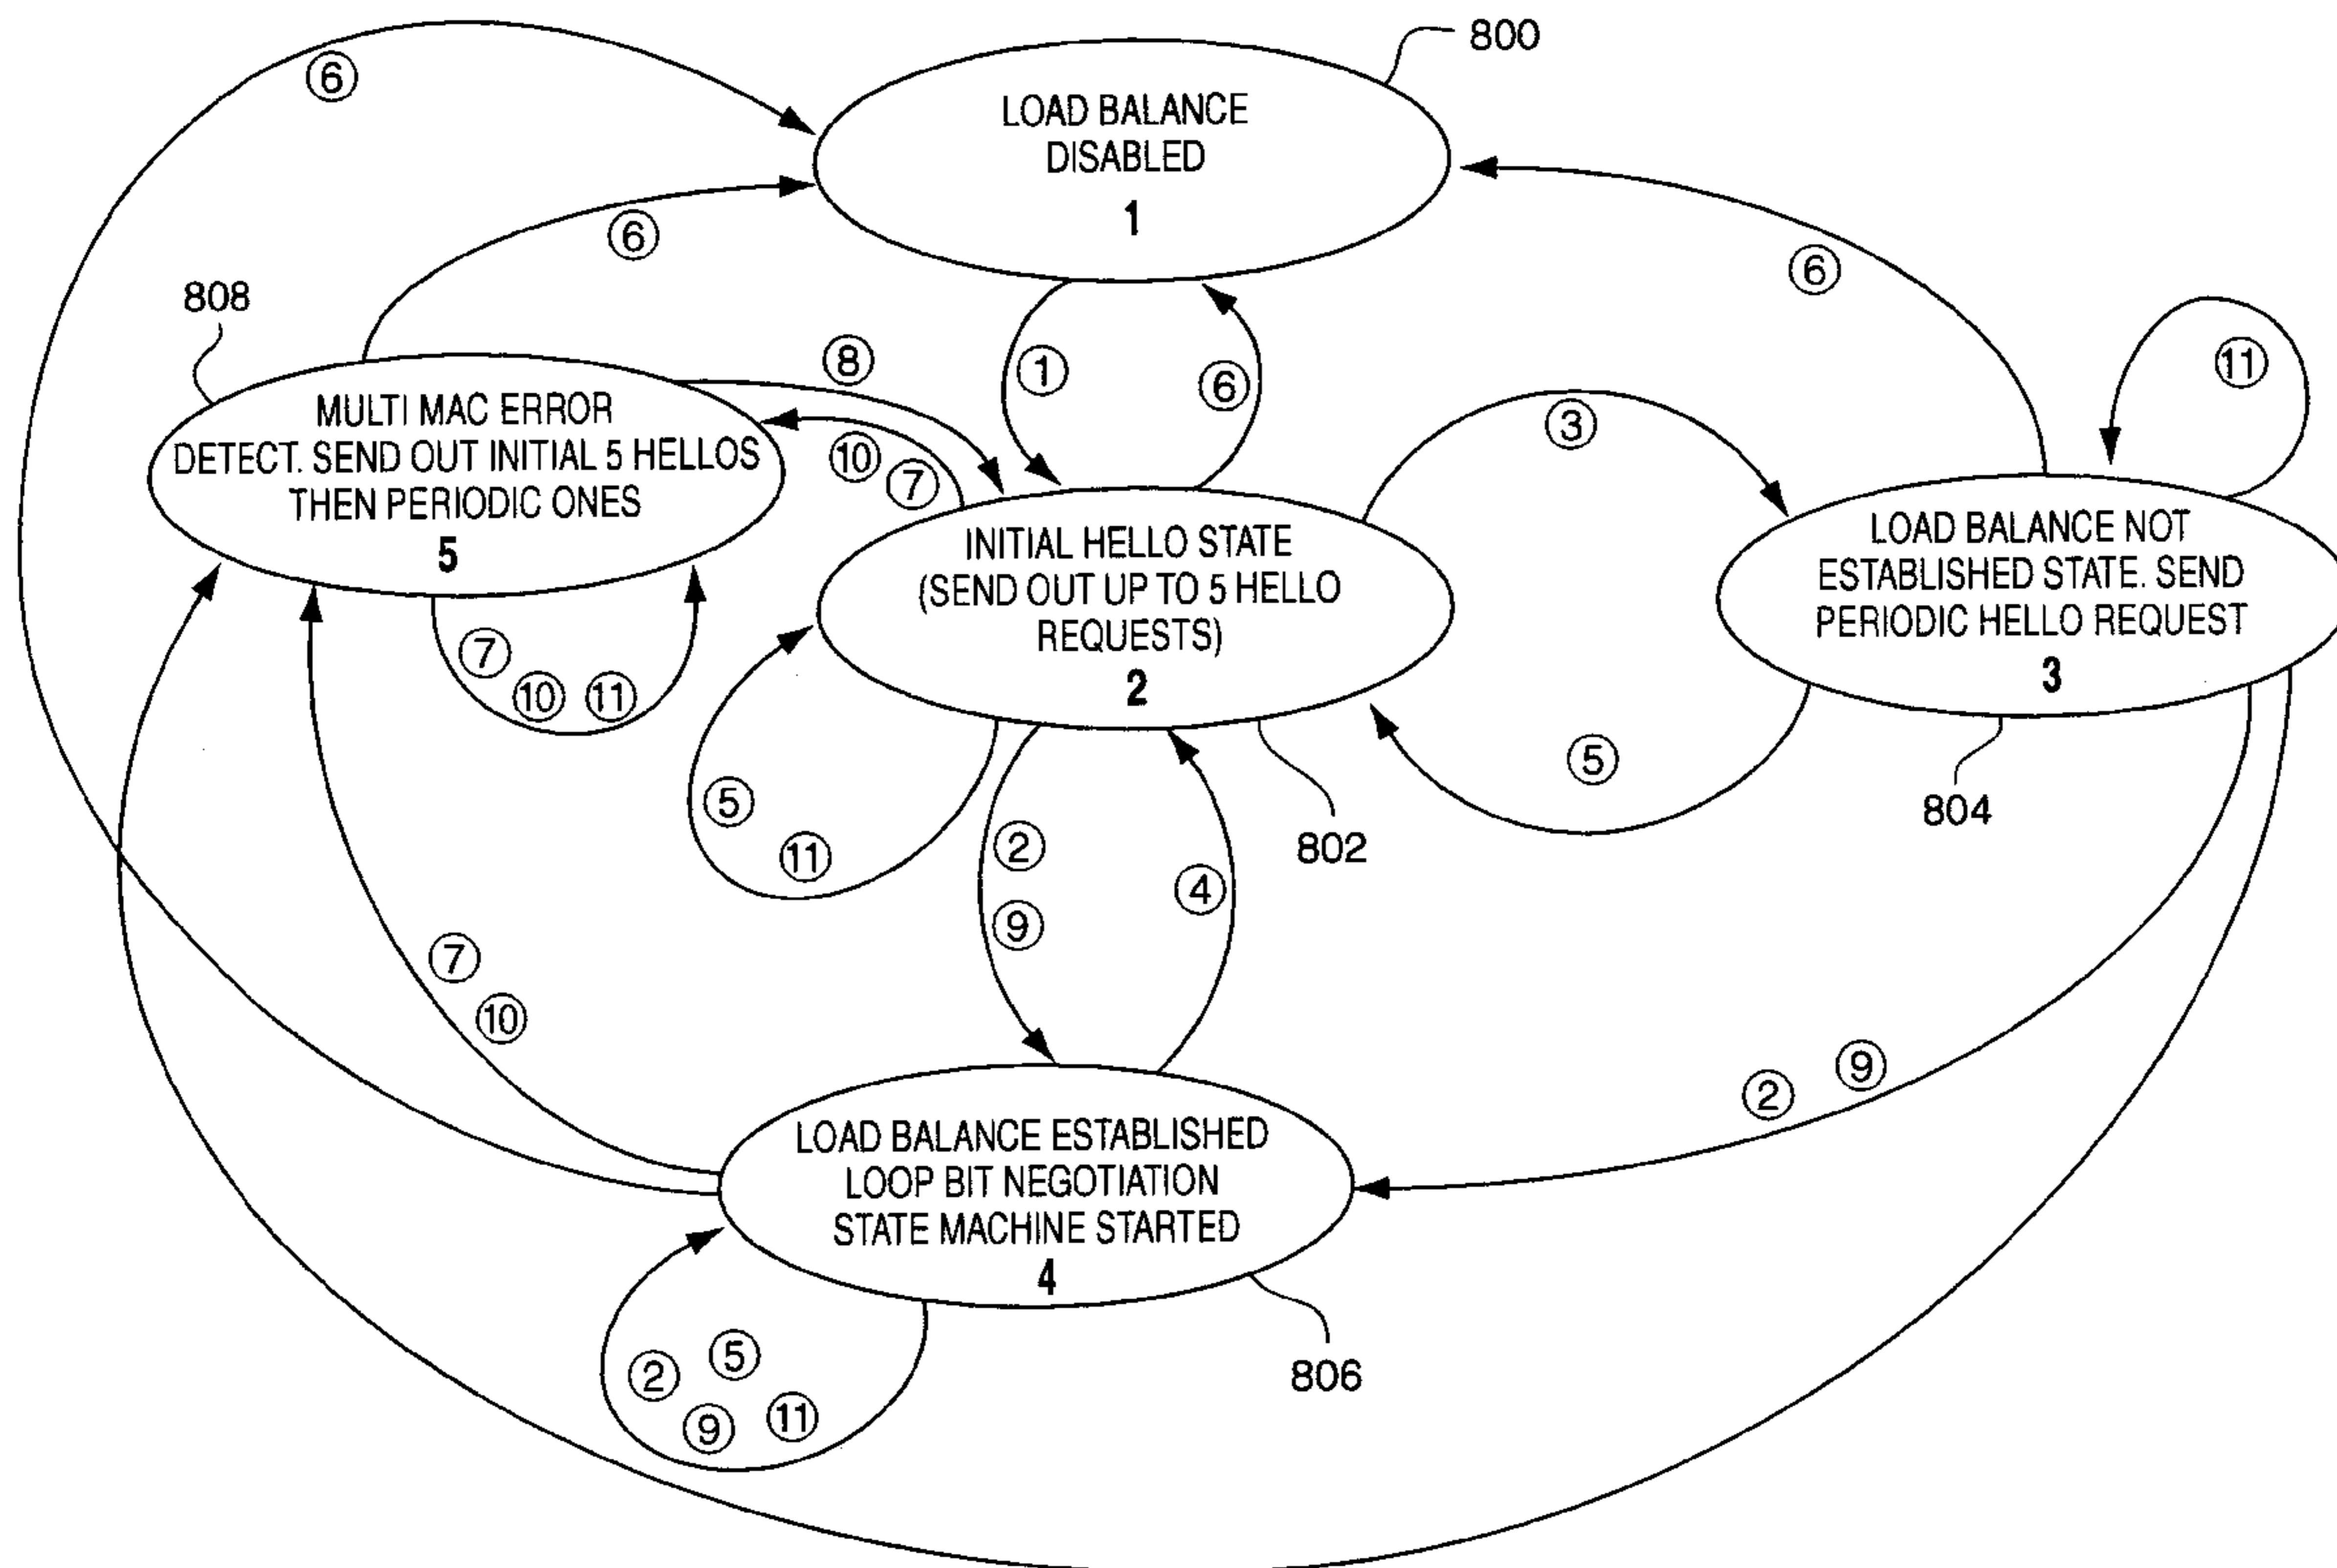 800
⑥
LOAD BALANCE
DISABLED
1
⑥
⑥
808
⑧
①
⑥
⑪
③
MULTI MAC ERROR
DETECT. SEND OUT INITIAL 5 HELLOS
THEN PERIODIC ONES
5
⑩ ⑦
INITIAL HELLO STATE
(SEND OUT UP TO 5 HELLO
REQUESTS)
2
LOAD BALANCE NOT
ESTABLISHED STATE. SEND
PERIODIC HELLO REQUEST
3
⑦
⑩ ⑪
⑤
⑪
②
⑨
④
802
⑤
804
⑦
⑩
② ⑨
LOAD BALANCE ESTABLISHED
LOOP BIT NEGOTIATION
STATE MACHINE STARTED
4
② ⑤
⑨ ⑪
806